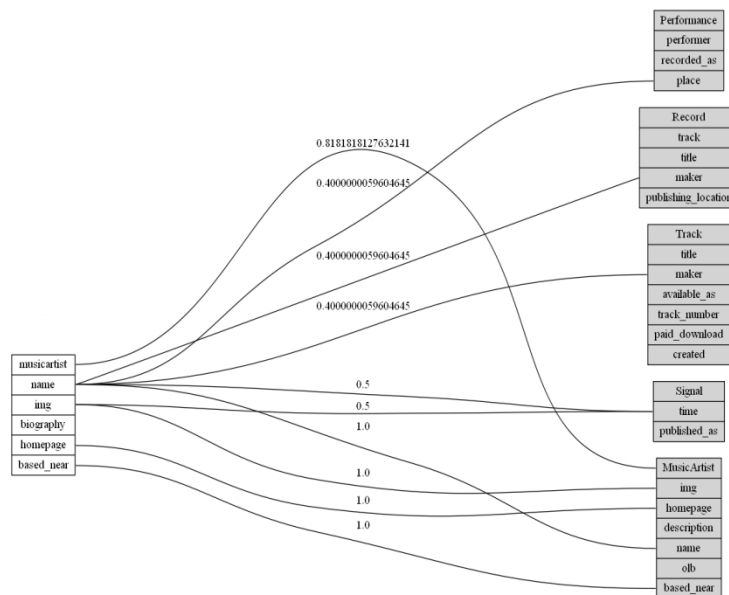 Performance
performer
recorded_as
place
Record
track
title
maker
publishing_location
Track
title
maker
available_as
track_number
paid_download
created
Signal
time
published_as
MusicArtist
img
homepage
description
name
olb
based_near
0.8181818127632141
0.4000000059604645
0.4000000059604645
0.4000000059604645
0.5
0.5
1.0
1.0
1.0
1.0
musicartist
name
img
biography
homepage
based_near